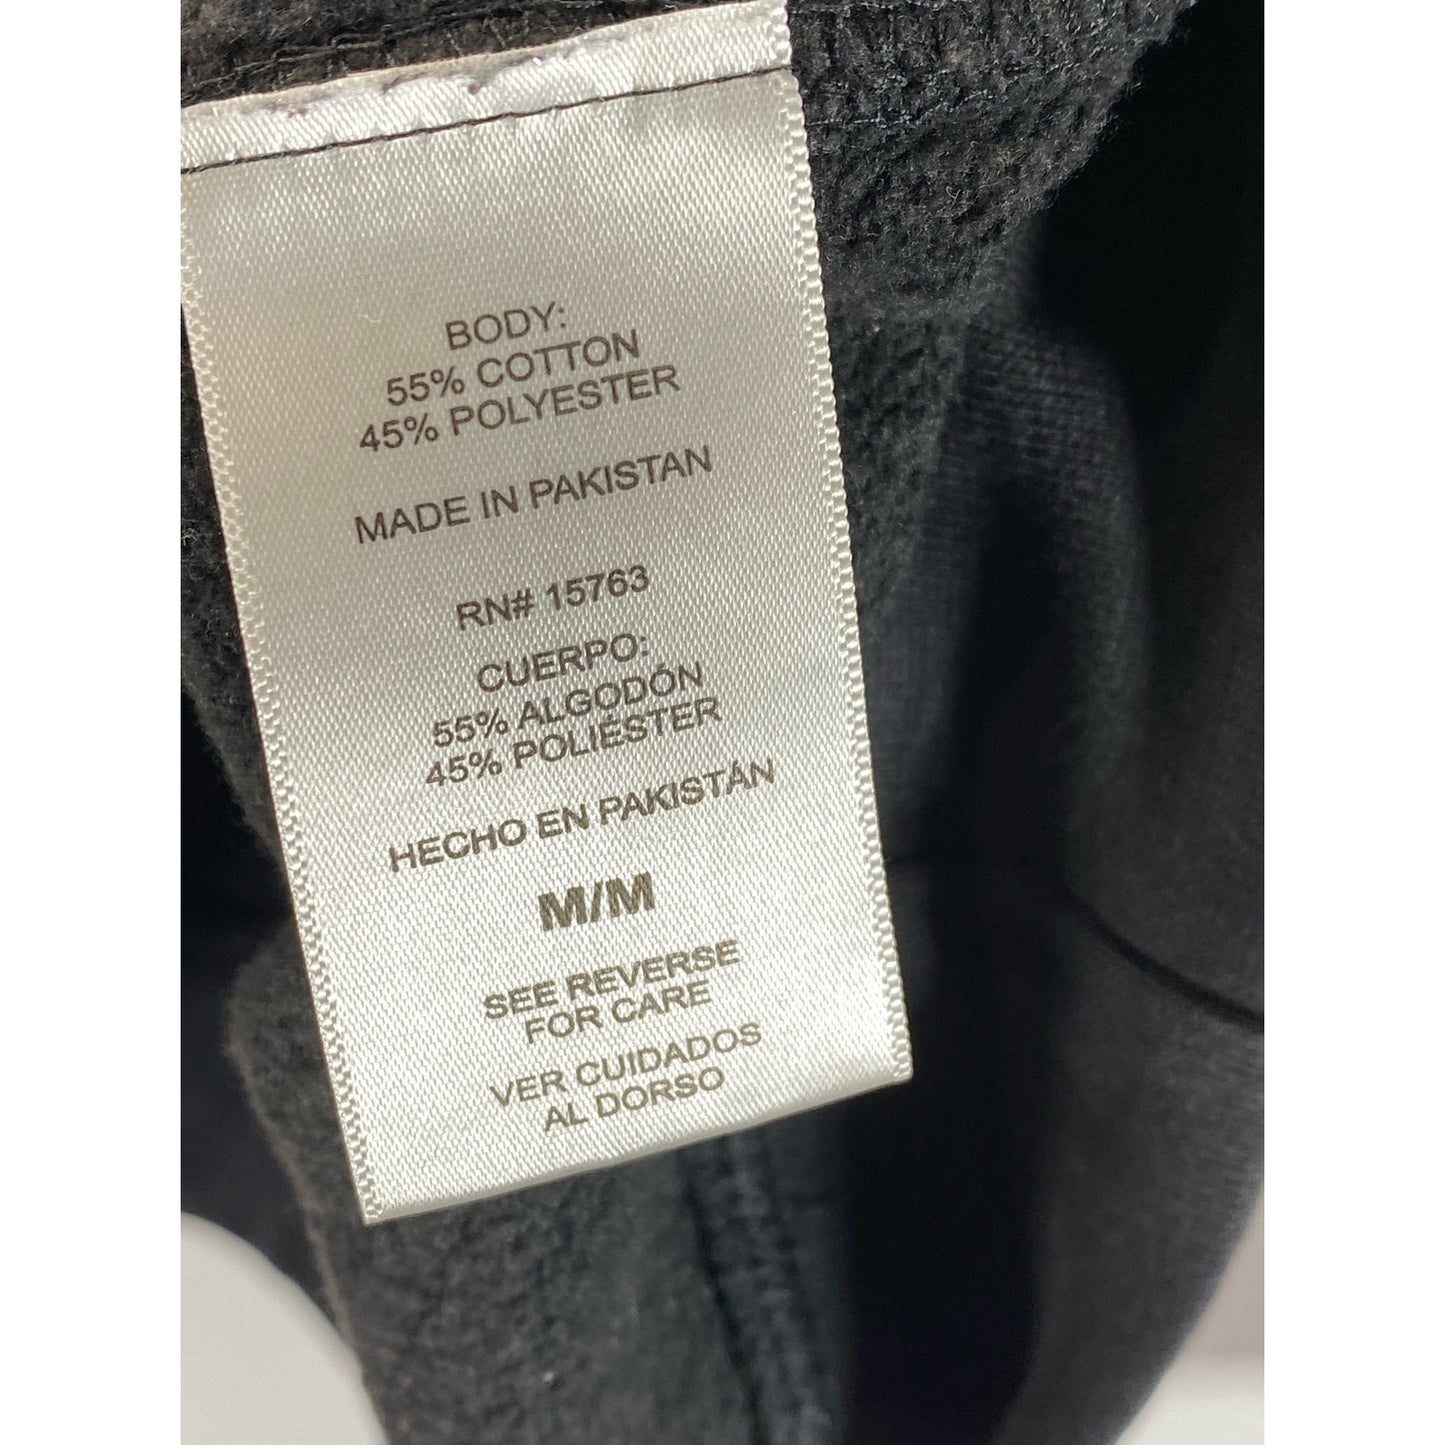 BODY:
55% COTTON
45% POLYESTER
MADE IN PAKISTAN
RN# 15763
CUERPO:
55% ALGODÓN
45% POLIÉSTER
HECHO EN PAKISTÁN
M/M
SEE REVERSE
FOR CARE
VER CUIDADOS
AL DORSO